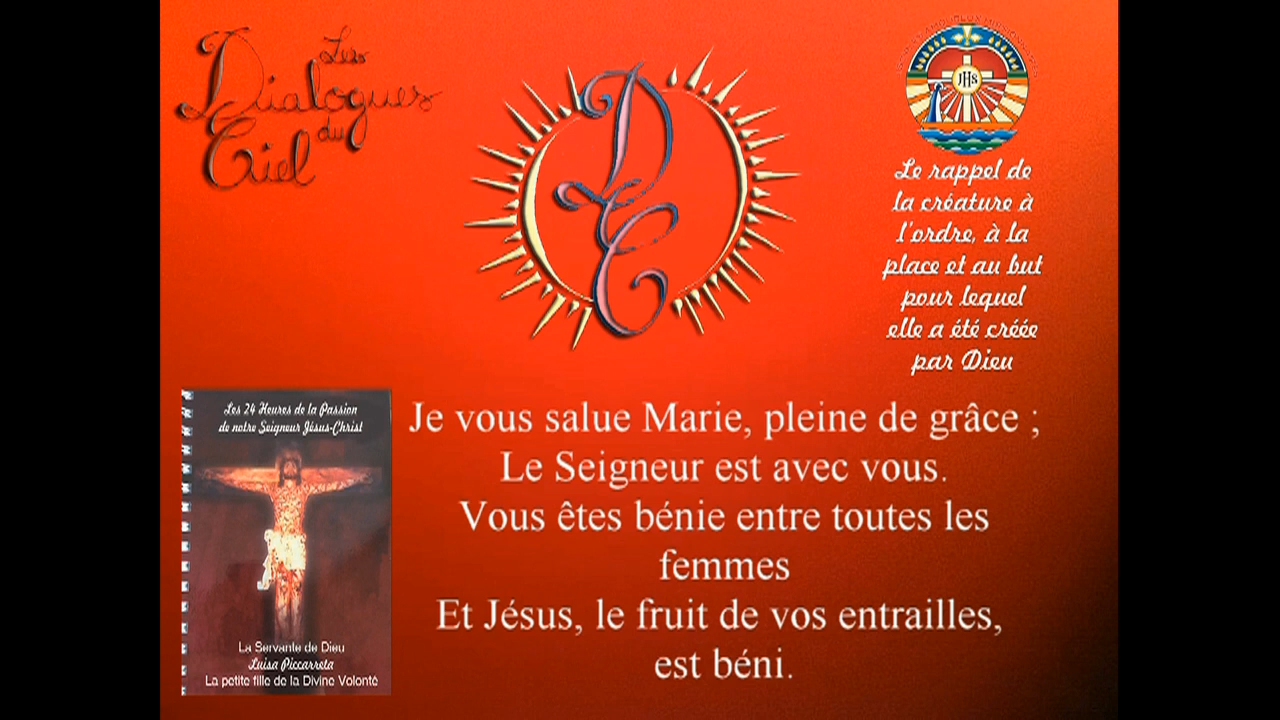 Les
Dialogues
du
Ciel
DC
JHS
Le rappel de
la créature à
l'ordre, à la
place et au but
pour lequel
elle a été créée
par Dieu
Les 24 Heures de la Passion
de notre Seigneur Jésus-Christ
La Servante de Dieu
Luisa Piccarreta
La petite fille de la Divine Volonté
Je vous salue Marie, pleine de grâce ;
Le Seigneur est avec vous.
Vous êtes bénie entre toutes les
femmes
Et Jésus, le fruit de vos entrailles,
est béni.